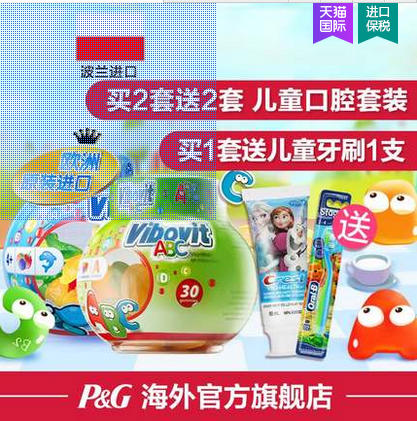 天猫
国际
进口
保税
波兰进口
买2套送2套 儿童口腔套装
买1套送儿童牙刷1支
欧洲
原装进口
Vibovit
ABC
30
Crest
Oral-B
送
P&G 海外官方旗舰店